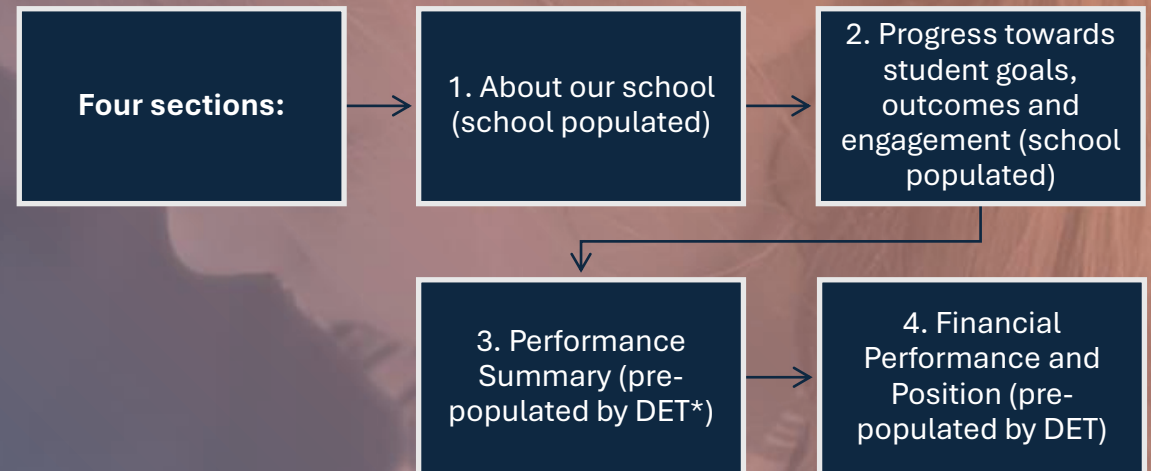 Four sections:
1. About our school
(school populated)
2. Progress towards
student goals,
outcomes and
engagement (school
populated)
3. Performance
Summary (pre-
populated by DET*)
4. Financial
Performance and
Position (pre-
populated by DET)